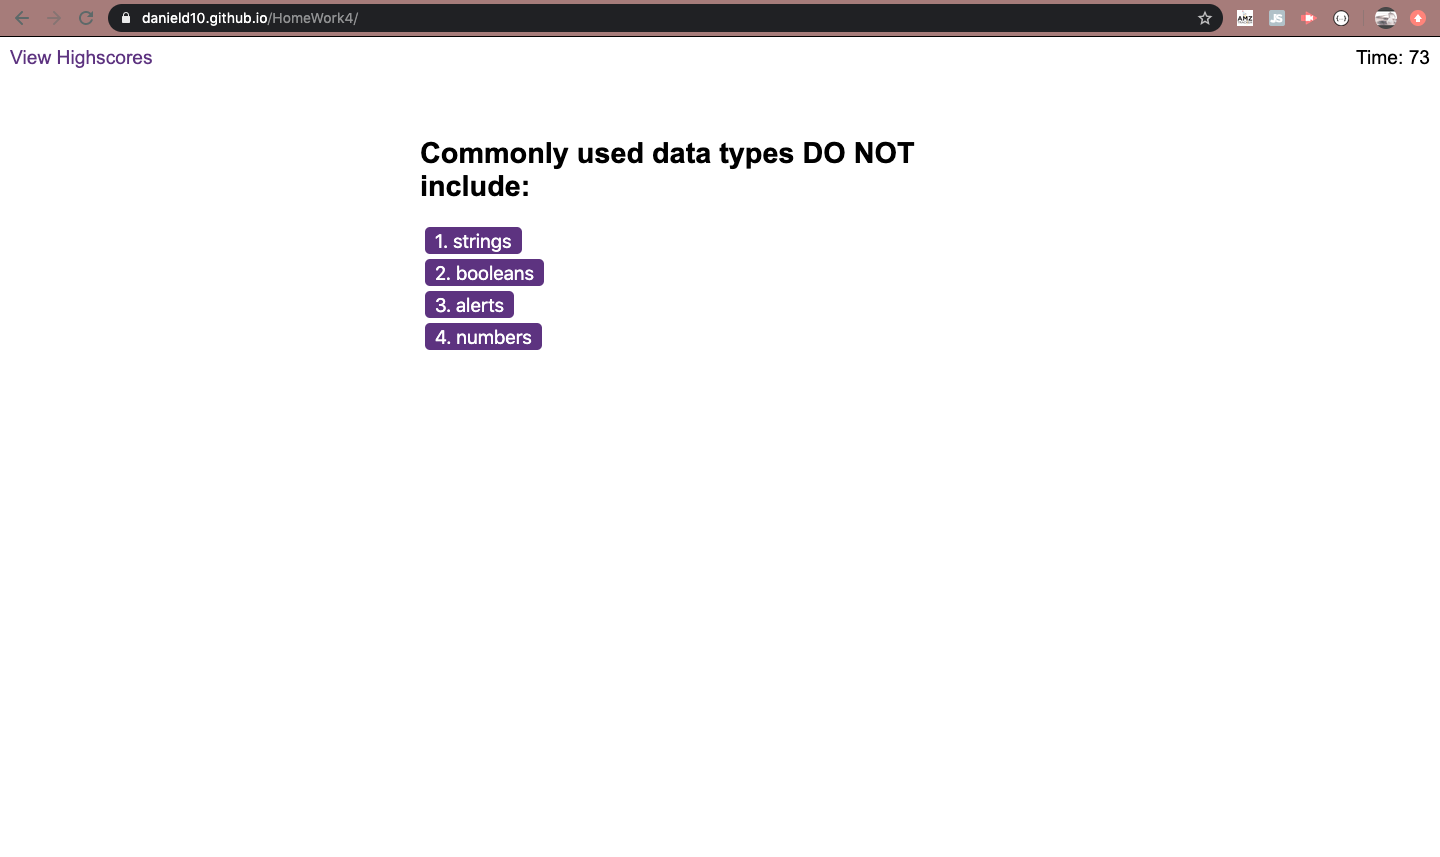 danield10.github.io/HomeWork4/
AMZ
JS
View Highscores
Time: 73
Commonly used data types DO NOT
include:
1. strings
2. booleans
3. alerts
4. numbers